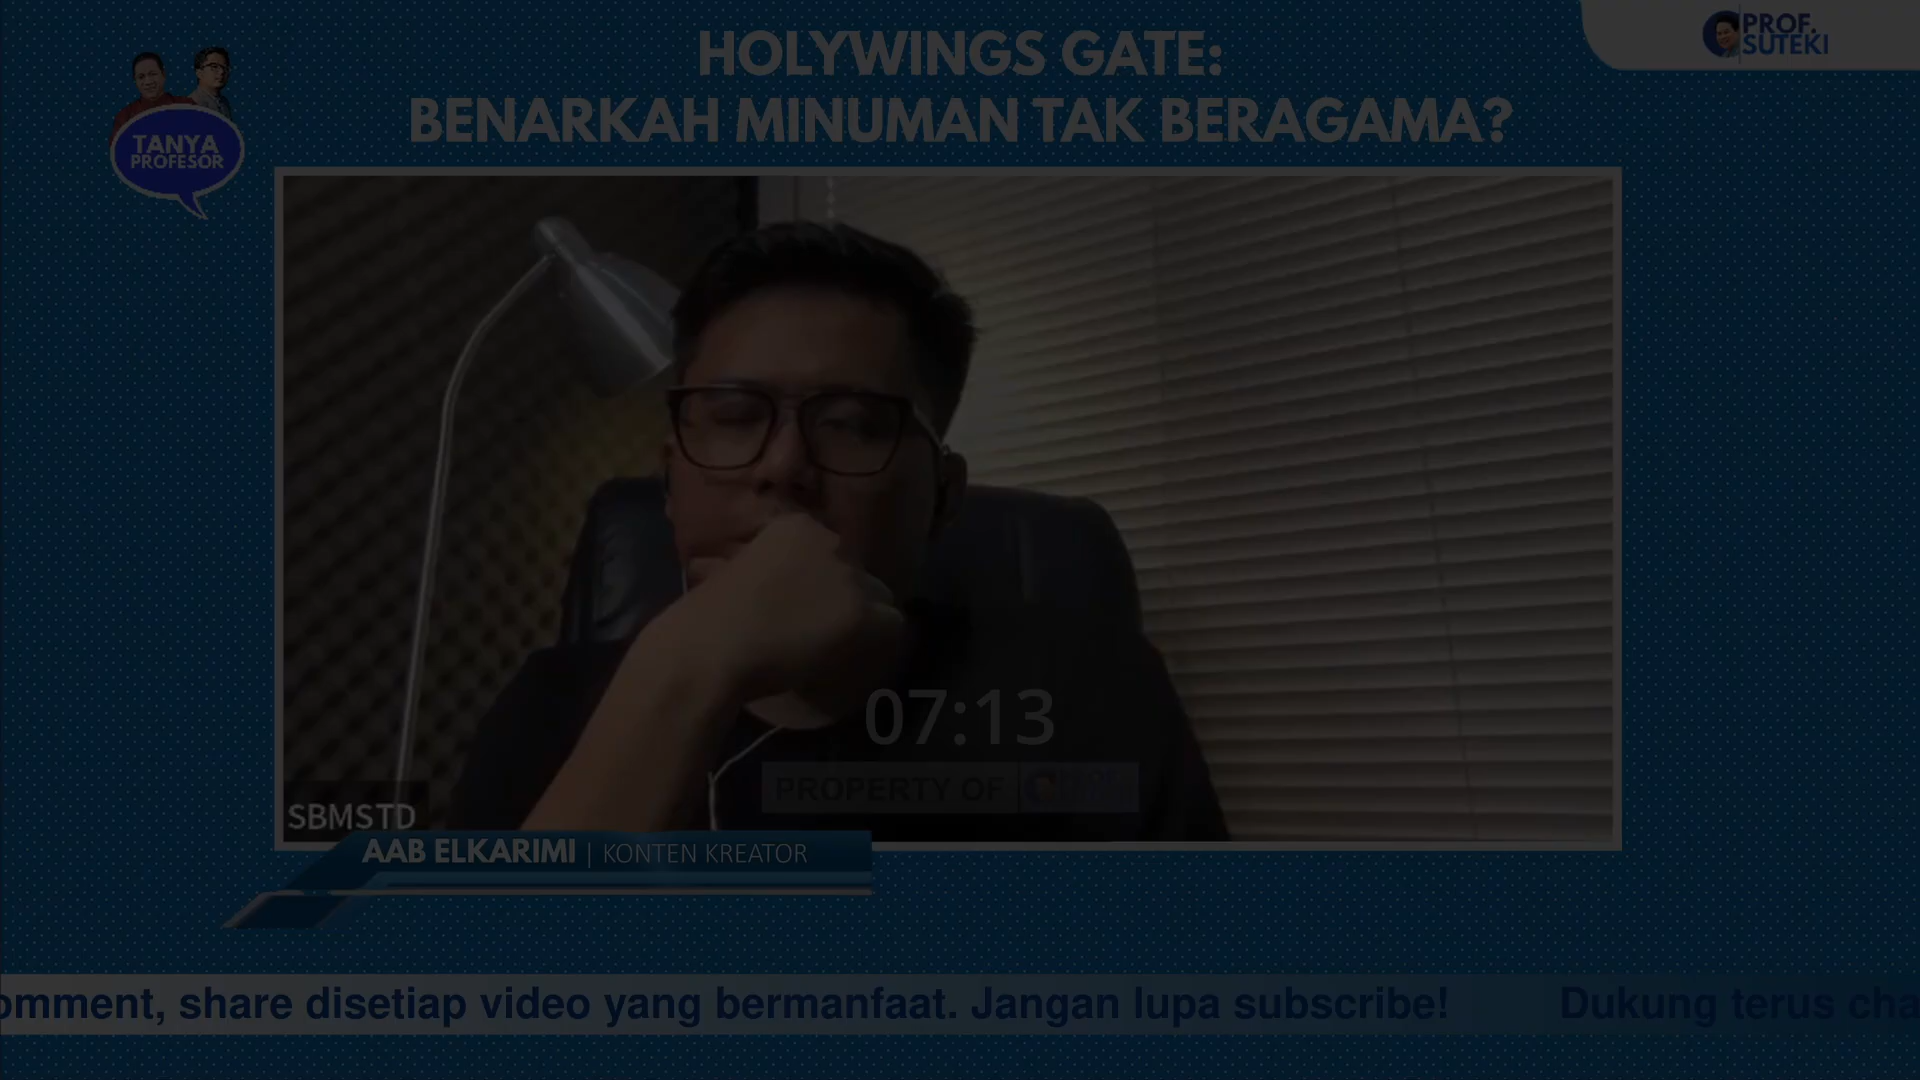 HOLYWINGS GATE:
BENARKAH MINUMAN TAK BERAGAMA?
PROF.
SUTEKI
TANYA
PROFESOR
07:13
PROPERTY OF
SBMSTD
AAB ELKARIMI | KONTEN KREATOR
omment, share disetiap video yang bermanfaat. Jangan lupa subscribe! Dukung terus cha